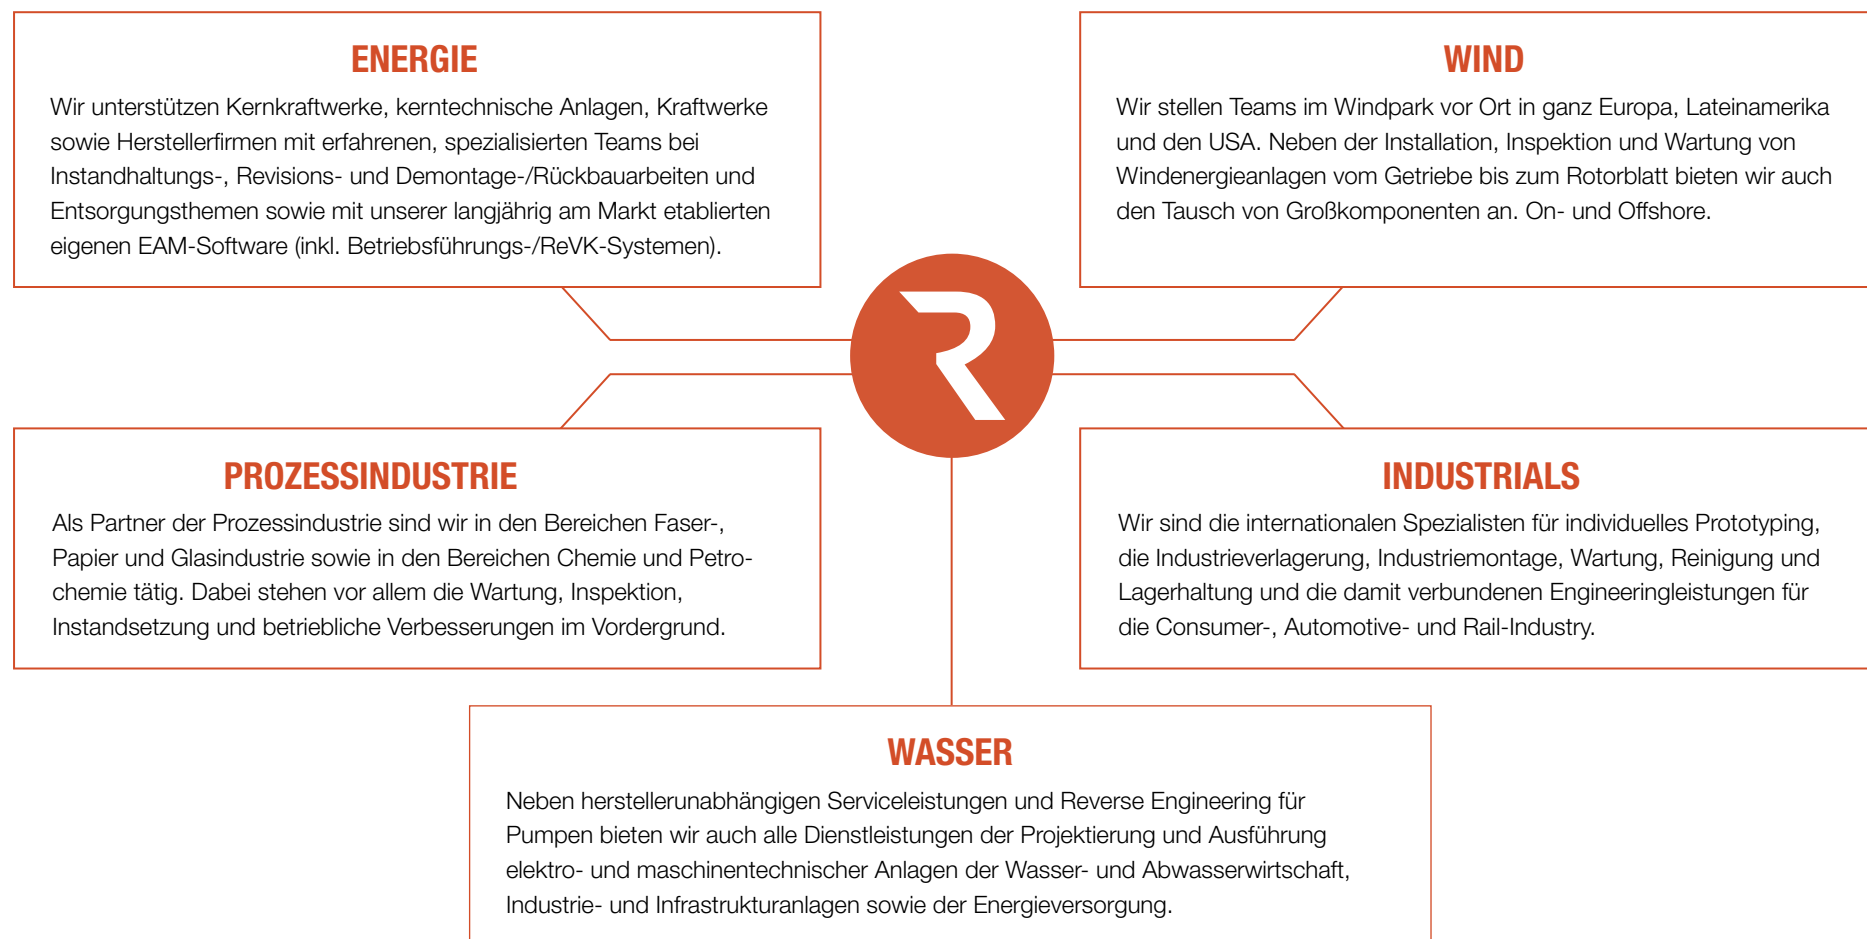 ENERGIE
Wir unterstützen Kernkraftwerke, kerntechnische Anlagen, Kraftwerke
sowie Herstellerfirmen mit erfahrenen, spezialisierten Teams bei
Instandhaltungs-, Revisions- und Demontage-/Rückbauarbeiten und
Entsorgungsthemen sowie mit unserer langjährig am Markt etablierten
eigenen EAM-Software (inkl. Betriebsführungs-/ReVK-Systemen).
WIND
Wir stellen Teams im Windpark vor Ort in ganz Europa, Lateinamerika
und den USA. Neben der Installation, Inspektion und Wartung von
Windenergieanlagen vom Getriebe bis zum Rotorblatt bieten wir auch
den Tausch von Großkomponenten an. On- und Offshore.
R
PROZESSINDUSTRIE
Als Partner der Prozessindustrie sind wir in den Bereichen Faser-,
Papier und Glasindustrie sowie in den Bereichen Chemie und Petro-
chemie tätig. Dabei stehen vor allem die Wartung, Inspektion,
Instandsetzung und betriebliche Verbesserungen im Vordergrund.
INDUSTRIALS
Wir sind die internationalen Spezialisten für individuelles Prototyping,
die Industrieverlagerung, Industriemontage, Wartung, Reinigung und
Lagerhaltung und die damit verbundenen Engineeringleistungen für
die Consumer-, Automotive- und Rail-Industry.
WASSER
Neben herstellerunabhängigen Serviceleistungen und Reverse Engineering für
Pumpen bieten wir auch alle Dienstleistungen der Projektierung und Ausführung
elektro- und maschinentechnischer Anlagen der Wasser- und Abwasserwirtschaft,
Industrie- und Infrastrukturanlagen sowie der Energieversorgung.